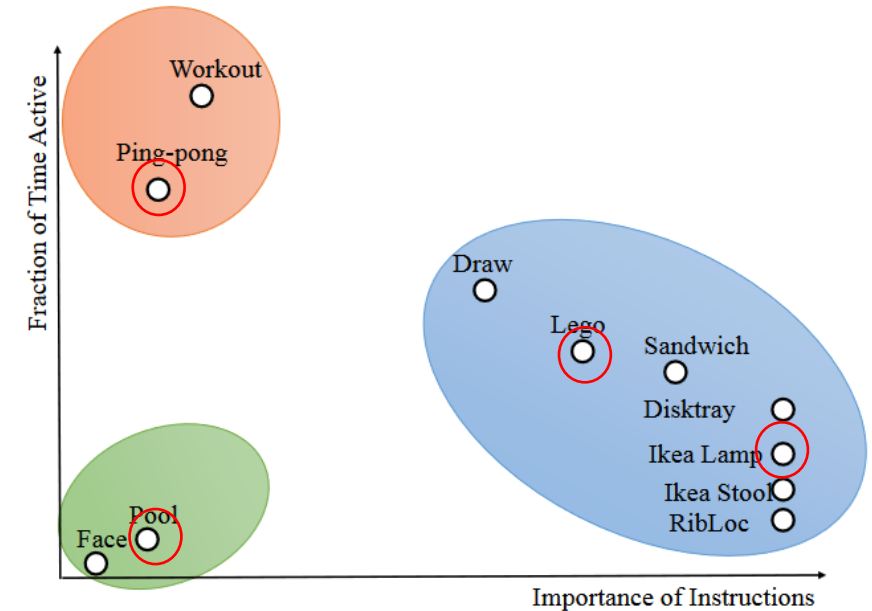 Workout
Ping-pong
Fraction of Time Active
Draw
Lego
Sandwich
Disktray
Ikea Lamp
Ikea Stool
RibLoc
Pool
Face
Importance of Instructions